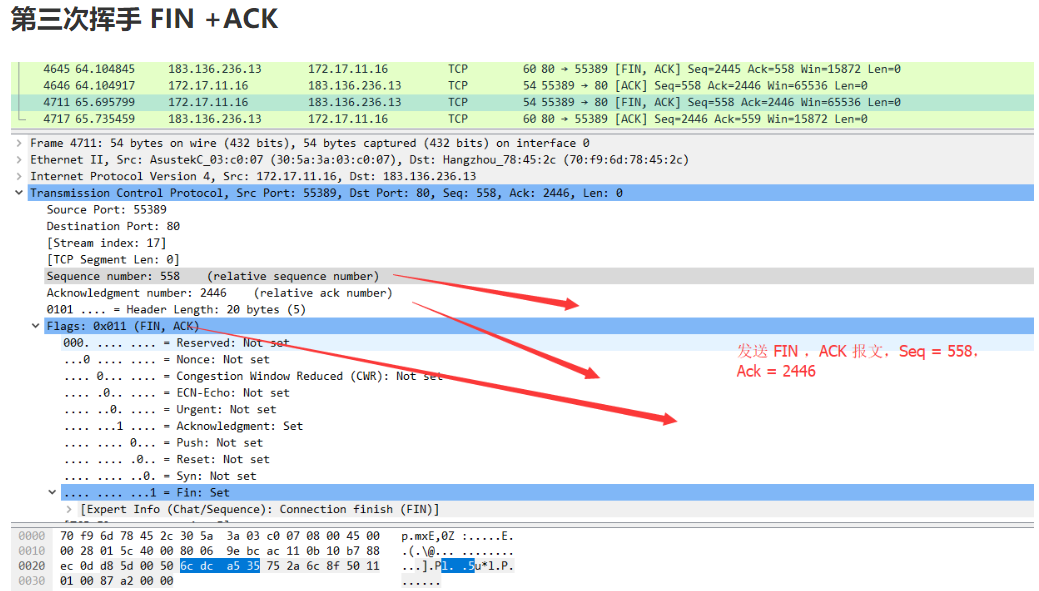 第三次挥手 FIN +ACK
4645 64.104845 183.136.236.13 172.17.11.16 TCP 60 80 → 55389 [FIN, ACK] Seq=2445 Ack=558 Win=15872 Len=0
4646 64.104917 172.17.11.16 183.136.236.13 TCP 54 55389 → 80 [ACK] Seq=558 Ack=2446 Win=65536 Len=0
4711 65.695799 172.17.11.16 183.136.236.13 TCP 54 55389 → 80 [FIN, ACK] Seq=558 Ack=2446 Win=65536 Len=0
4717 65.735459 183.136.236.13 172.17.11.16 TCP 60 80 → 55389 [ACK] Seq=2446 Ack=559 Win=15872 Len=0
Frame 4711: 54 bytes on wire (432 bits), 54 bytes captured (432 bits) on interface 0
Ethernet II, Src: AsustekC_03:c0:07 (30:5a:3a:03:c0:07), Dst: Hangzhou_78:45:2c (70:f9:6d:78:45:2c)
Internet Protocol Version 4, Src: 172.17.11.16, Dst: 183.136.236.13
Transmission Control Protocol, Src Port: 55389, Dst Port: 80, Seq: 558, Ack: 2446, Len: 0
Source Port: 55389
Destination Port: 80
[Stream index: 17]
[TCP Segment Len: 0]
Sequence number: 558 (relative sequence number)
Acknowledgment number: 2446 (relative ack number)
0101 .... = Header Length: 20 bytes (5)
Flags: 0x011 (FIN, ACK)
000. .... .... = Reserved: Not set
...0 .... .... = Nonce: Not set
.... 0... .... = Congestion Window Reduced (CWR): Not set
.... .0.. .... = ECN-Echo: Not set
.... ..0. .... = Urgent: Not set
.... ...1 .... = Acknowledgment: Set
.... .... 0... = Push: Not set
.... .... .0.. = Reset: Not set
.... .... ..0. = Syn: Not set
.... .... ...1 = Fin: Set
[Expert Info (Chat/Sequence): Connection finish (FIN)]
发送 FIN ，ACK 报文，Seq = 558,
Ack = 2446
0000 70 f9 6d 78 45 2c 30 5a 3a 03 c0 07 08 00 45 00 p.mxE,0Z :.....E.
0010 00 28 01 5c 40 00 80 06 9e bc ac 11 0b 10 b7 88 .(.\@... ........
0020 ec 0d d8 5d 00 50 6c dc a5 35 75 2a 6c 8f 50 11 ...].Pl. .5u*l.P.
0030 01 00 87 a2 00 00 ......